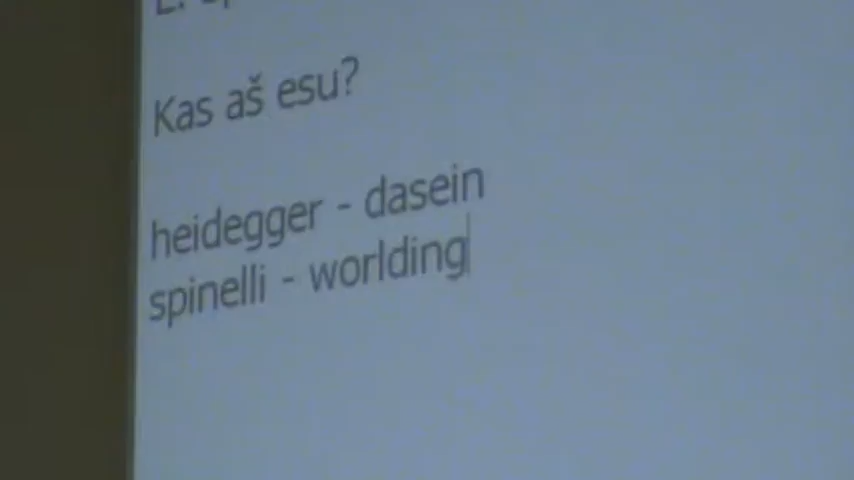 Kas aš esu?
heidegger - dasein
spinelli - worlding